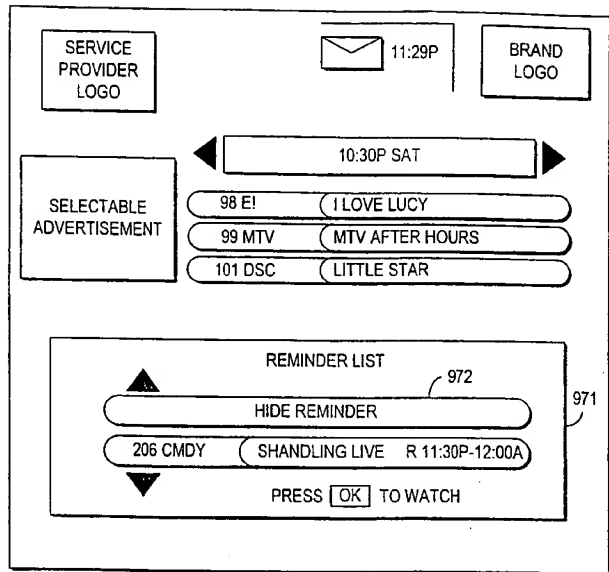 SERVICE
PROVIDER
LOGO
11:29P
BRAND
LOGO
10:30P SAT
SELECTABLE
ADVERTISEMENT
98 E! I LOVE LUCY
99 MTV MTV AFTER HOURS
101 DSC LITTLE STAR
REMINDER LIST
972
971
HIDE REMINDER
206 CMDY SHANDLING LIVE R 11:30P-12:00A
PRESS OK TO WATCH